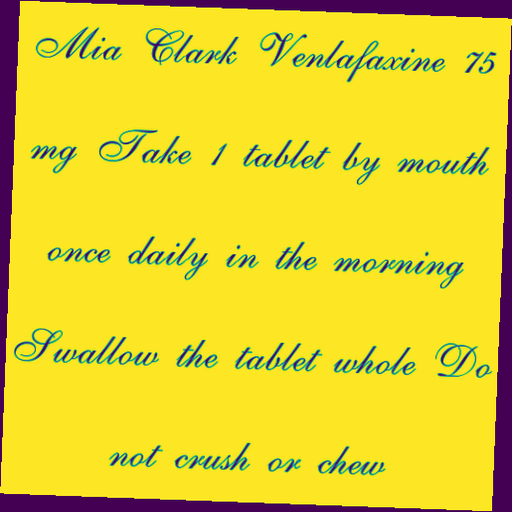 Mia Clark Venlafaxine 75
mg Take 1 tablet by mouth
once daily in the morning
Swallow the tablet whole Do
not crush or chew